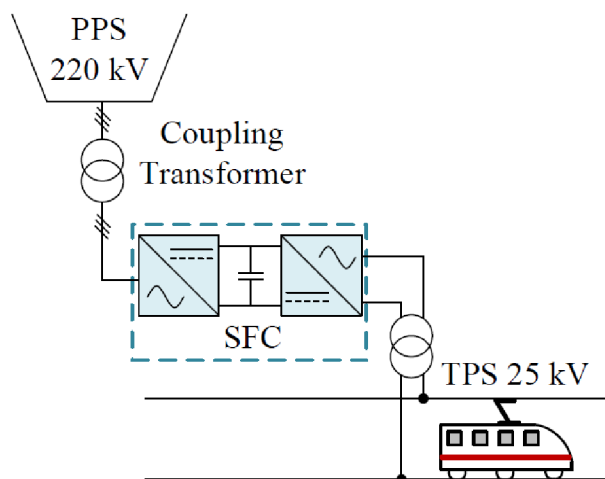 PPS
220 kV
Coupling
Transformer
SFC
TPS 25 kV